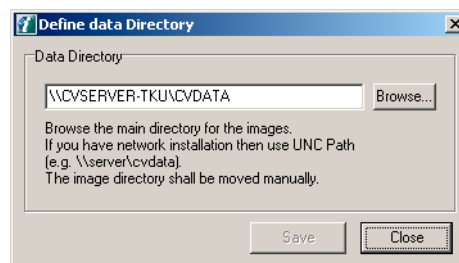 Define data Directory
Data Directory
\\CVSERVER-TKU\CVDATA
Browse...
Browse the main directory for the images.
If you have network installation then use UNC Path
(e.g. \\server\cvdata).
The image directory shall be moved manually.
Save
Close